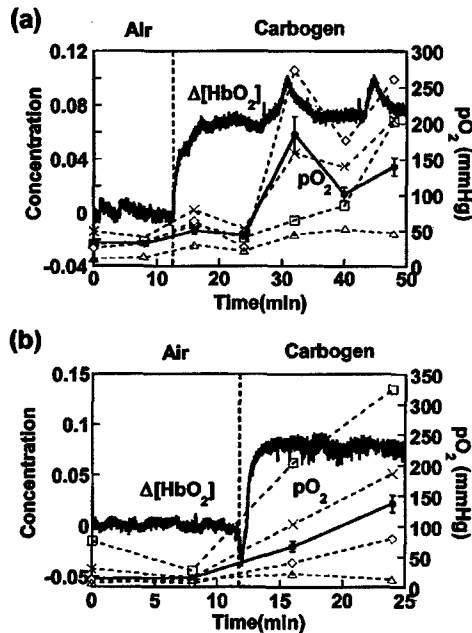 (a)
Air Carbogen
0.12 300
250
0.08 200
0.04 150
100
0 50
-0.04 0
Concentration
pO2 (mmHg)
Δ[HbO2]
pO2
0 10 20 30 40 50
Time(min)
(b)
Air Carbogen
0.15 350
300
0.1 250
200
0.05 150
100
0 50
-0.05 0
Concentration
pO2 (mmHg)
Δ[HbO2]
pO2
0 5 10 15 20 25
Time(min)